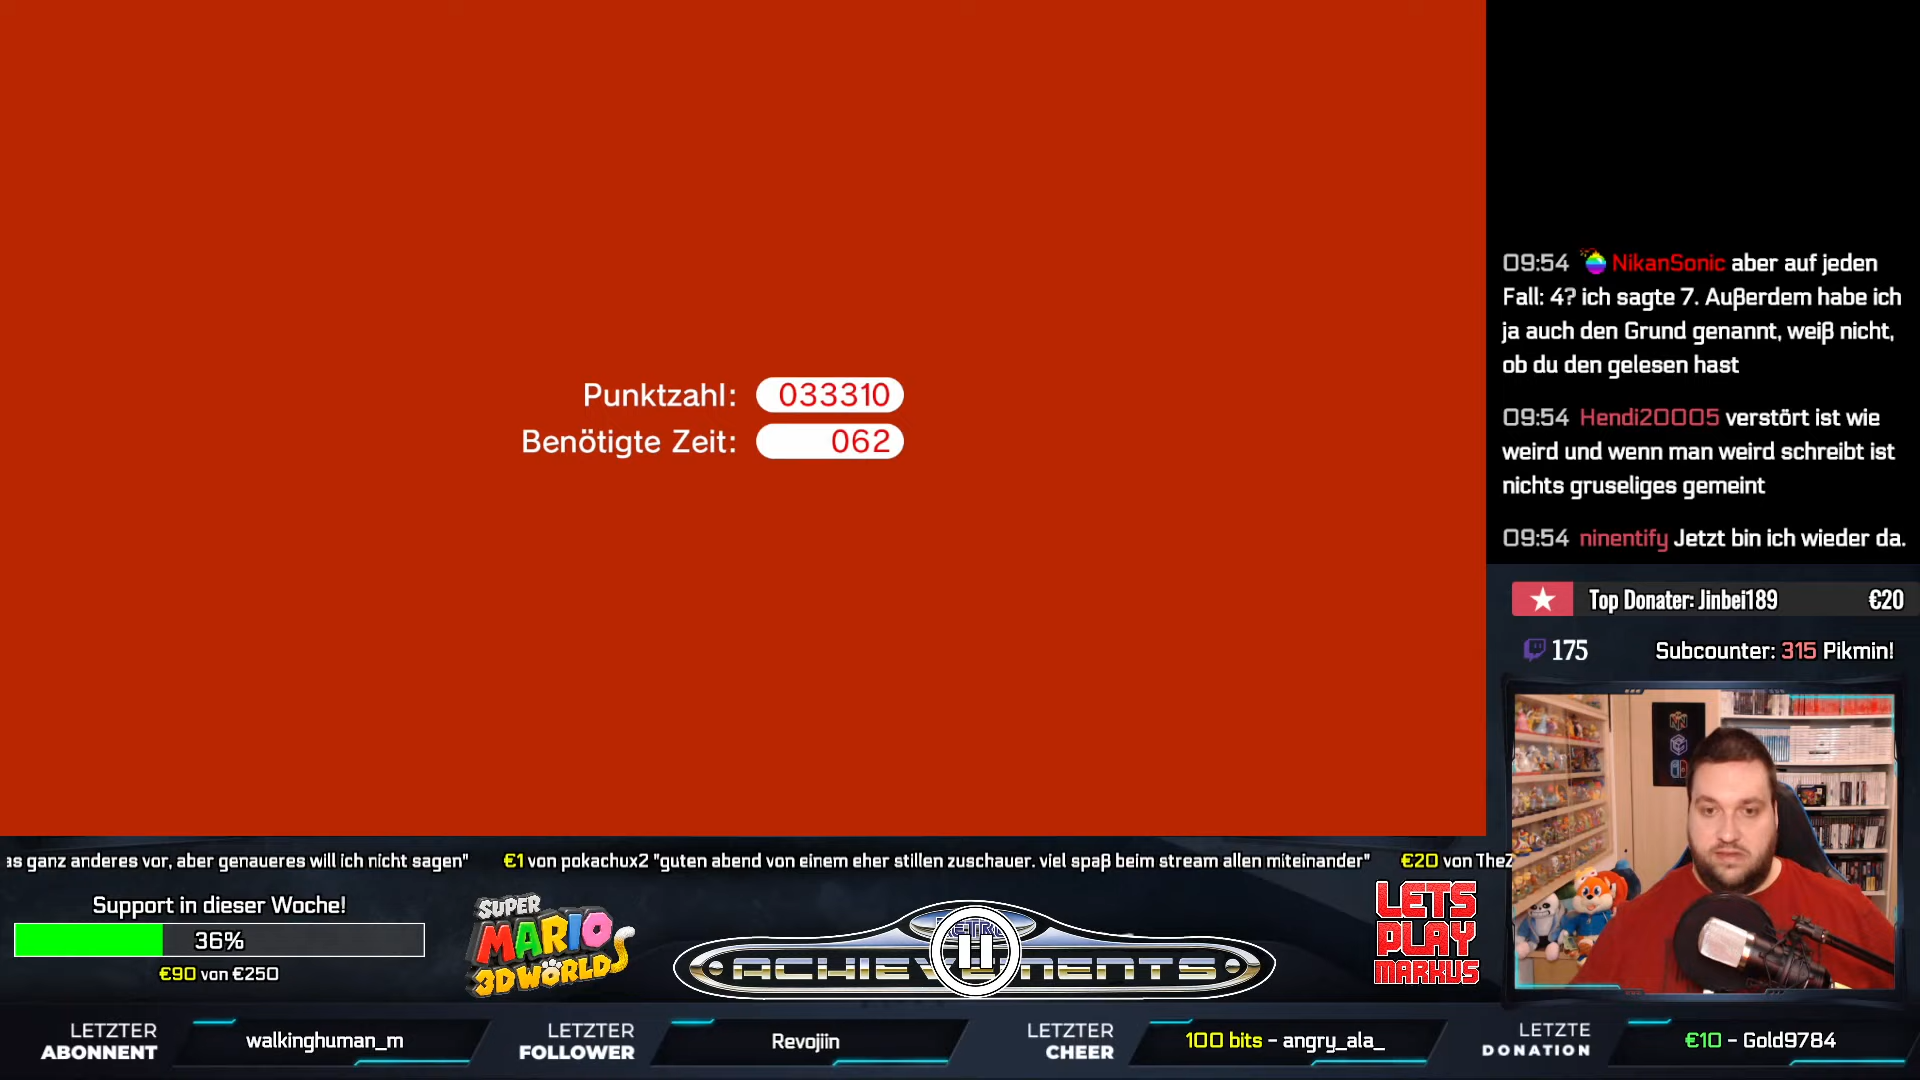 Punktzahl: 033310
Benötigte Zeit: 062
09:54 NikanSonic aber auf jeden
Fall: 4? ich sagte 7. Außerdem habe ich
ja auch den Grund genannt, weiß nicht,
ob du den gelesen hast
09:54 Hendi20005 verstört ist wie
weird und wenn man weird schreibt ist
nichts gruseliges gemeint
09:54 ninentify Jetzt bin ich wieder da.
Top Donater: Jinbei189 €20
175 Subcounter: 315 Pikmin!
as ganz anderes vor, aber genaueres will ich nicht sagen" €1 von pokachux2 "guten abend von einem eher stillen zuschauer. viel spaß beim stream allen miteinander" €20 von TheZ
Support in dieser Woche!
36%
€90 von €250
SUPER
MARIO
3D WORLD
RETRO
ACHIEVEMENTS
LETS
PLAY
MARKUS
LETZTER
ABONNENT
walkinghuman_m
LETZTER
FOLLOWER
Revojiin
LETZTER
CHEER
100 bits - angry_ala_
LETZTE
DONATION
€10 - Gold9784